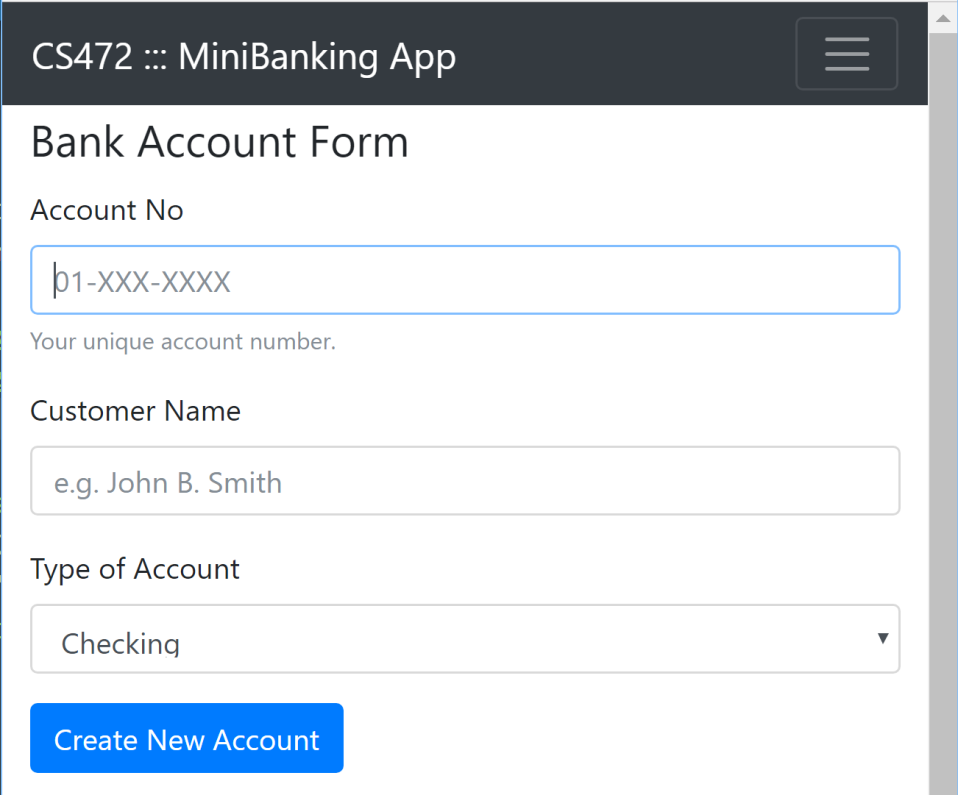 CS472 ::: MiniBanking App
Bank Account Form
Account No
01-XXX-XXXX
Your unique account number.
Customer Name
e.g. John B. Smith
Type of Account
Checking
Create New Account